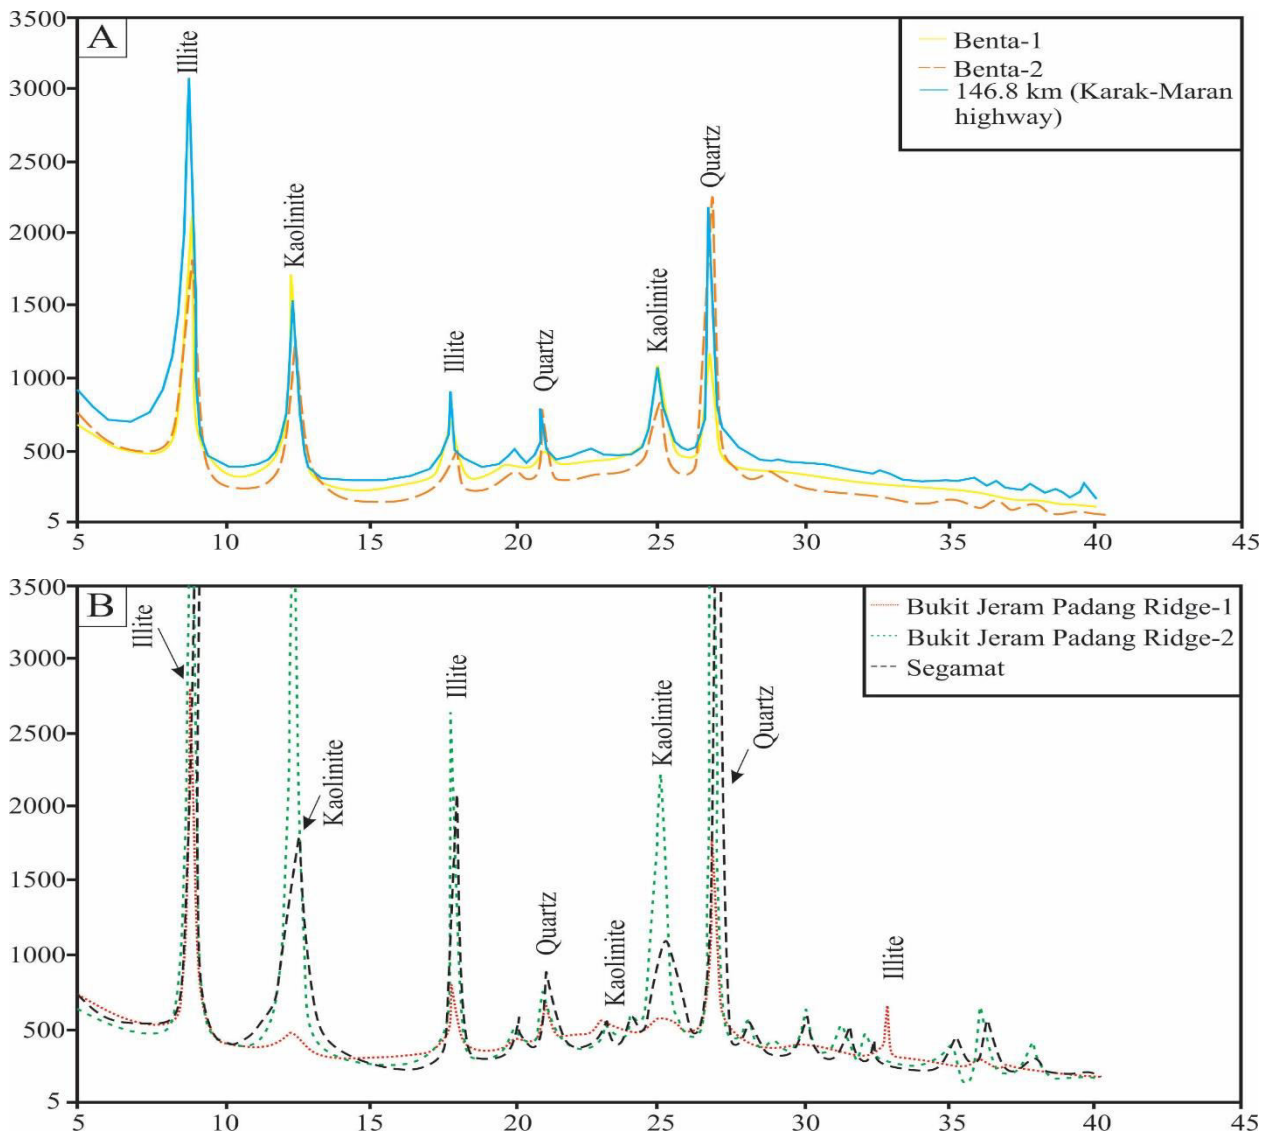 3500
A
Illite
Benta-1
Benta-2
146.8 km (Karak-Maran
highway)
3000
2500
Quartz
Kaolinite
2000
1500
Kaolinite
Illite
Quartz
1000
500
5
5 10 15 20 25 30 35 40 45
3500
B
Illite
Bukit Jeram Padang Ridge-1
Bukit Jeram Padang Ridge-2
Segamat
3000
Illite
Kaolinite
Quartz
2500
Kaolinite
2000
1500
Quartz
Kaolinite
Illite
1000
500
5
5 10 15 20 25 30 35 40 45